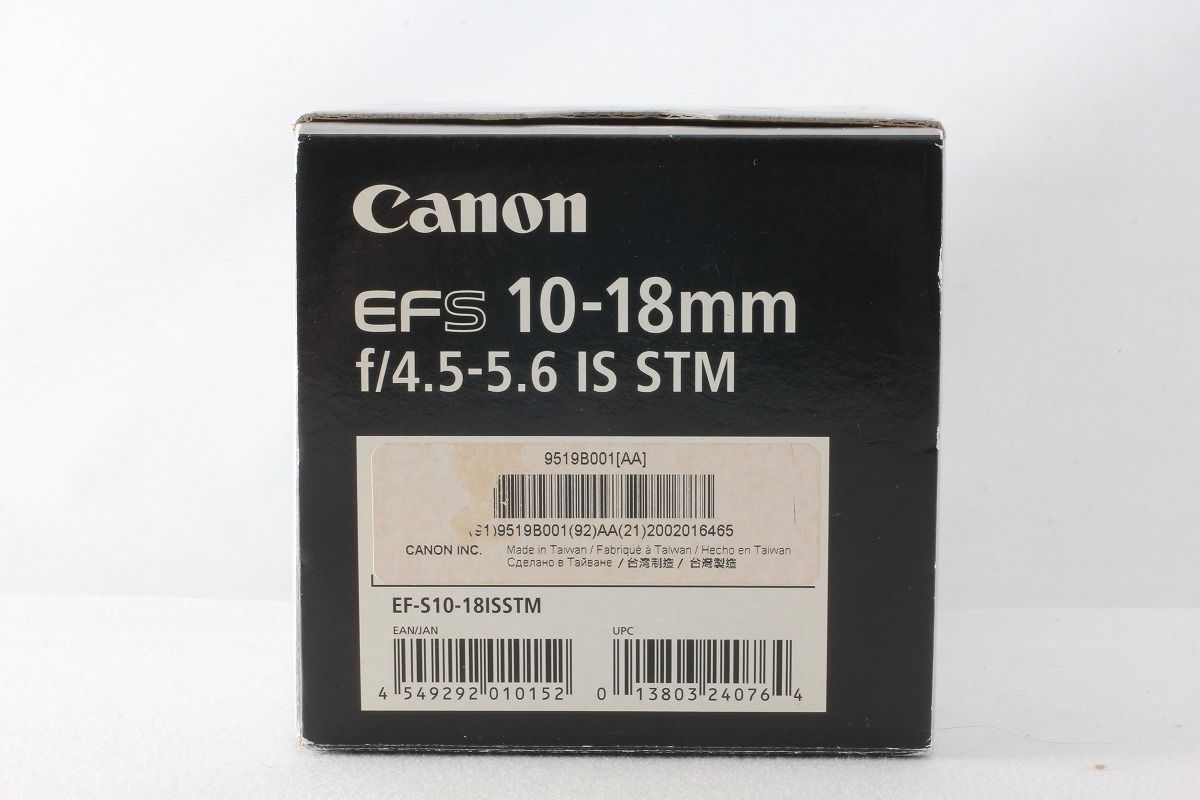 Canon
EFS 10-18mm
f/4.5-5.6 IS STM
9519B001[AA]
(91)9519B001(92)AA(21)2002016465
CANON INC. Made in Taiwan / Fabriqué à Taïwan / Hecho en Taiwan
Сделано в Тайване / 台湾制造 / 台灣製造
EF-S10-18ISSTM
EAN/JAN UPC
4 549292 010152 0 13803 24076 4